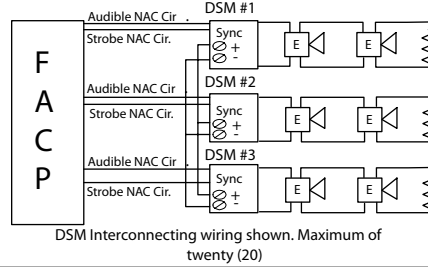 DSM #1
Audible NAC Cir .
Strobe NAC Cir.
Sync
+
-
E
E
FACP
DSM #2
Audible NAC Cir .
Strobe NAC Cir.
Sync
+
-
E
E
DSM #3
Audible NAC Cir .
Strobe NAC Cir.
Sync
+
-
E
E
DSM Interconnecting wiring shown. Maximum of
twenty (20)